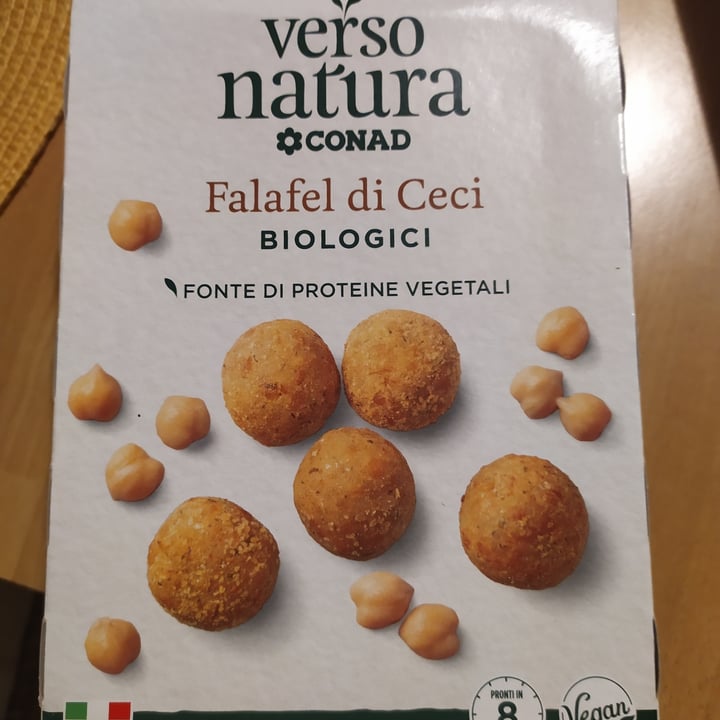 verso
natura
CONAD
Falafel di Ceci
BIOLOGICI
FONTE DI PROTEINE VEGETALI
PRONTI IN
8
Vegan